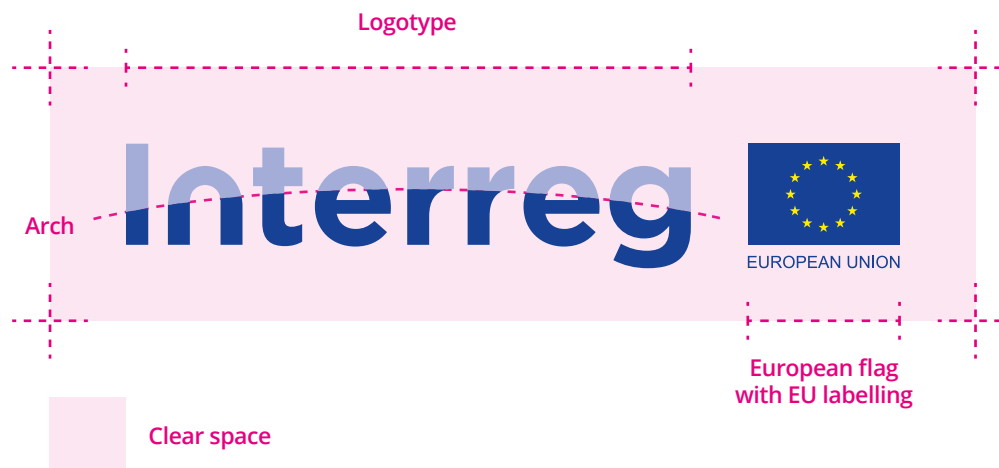 Logotype
Interreg
Arch
EUROPEAN UNION
European flag
with EU labelling
Clear space